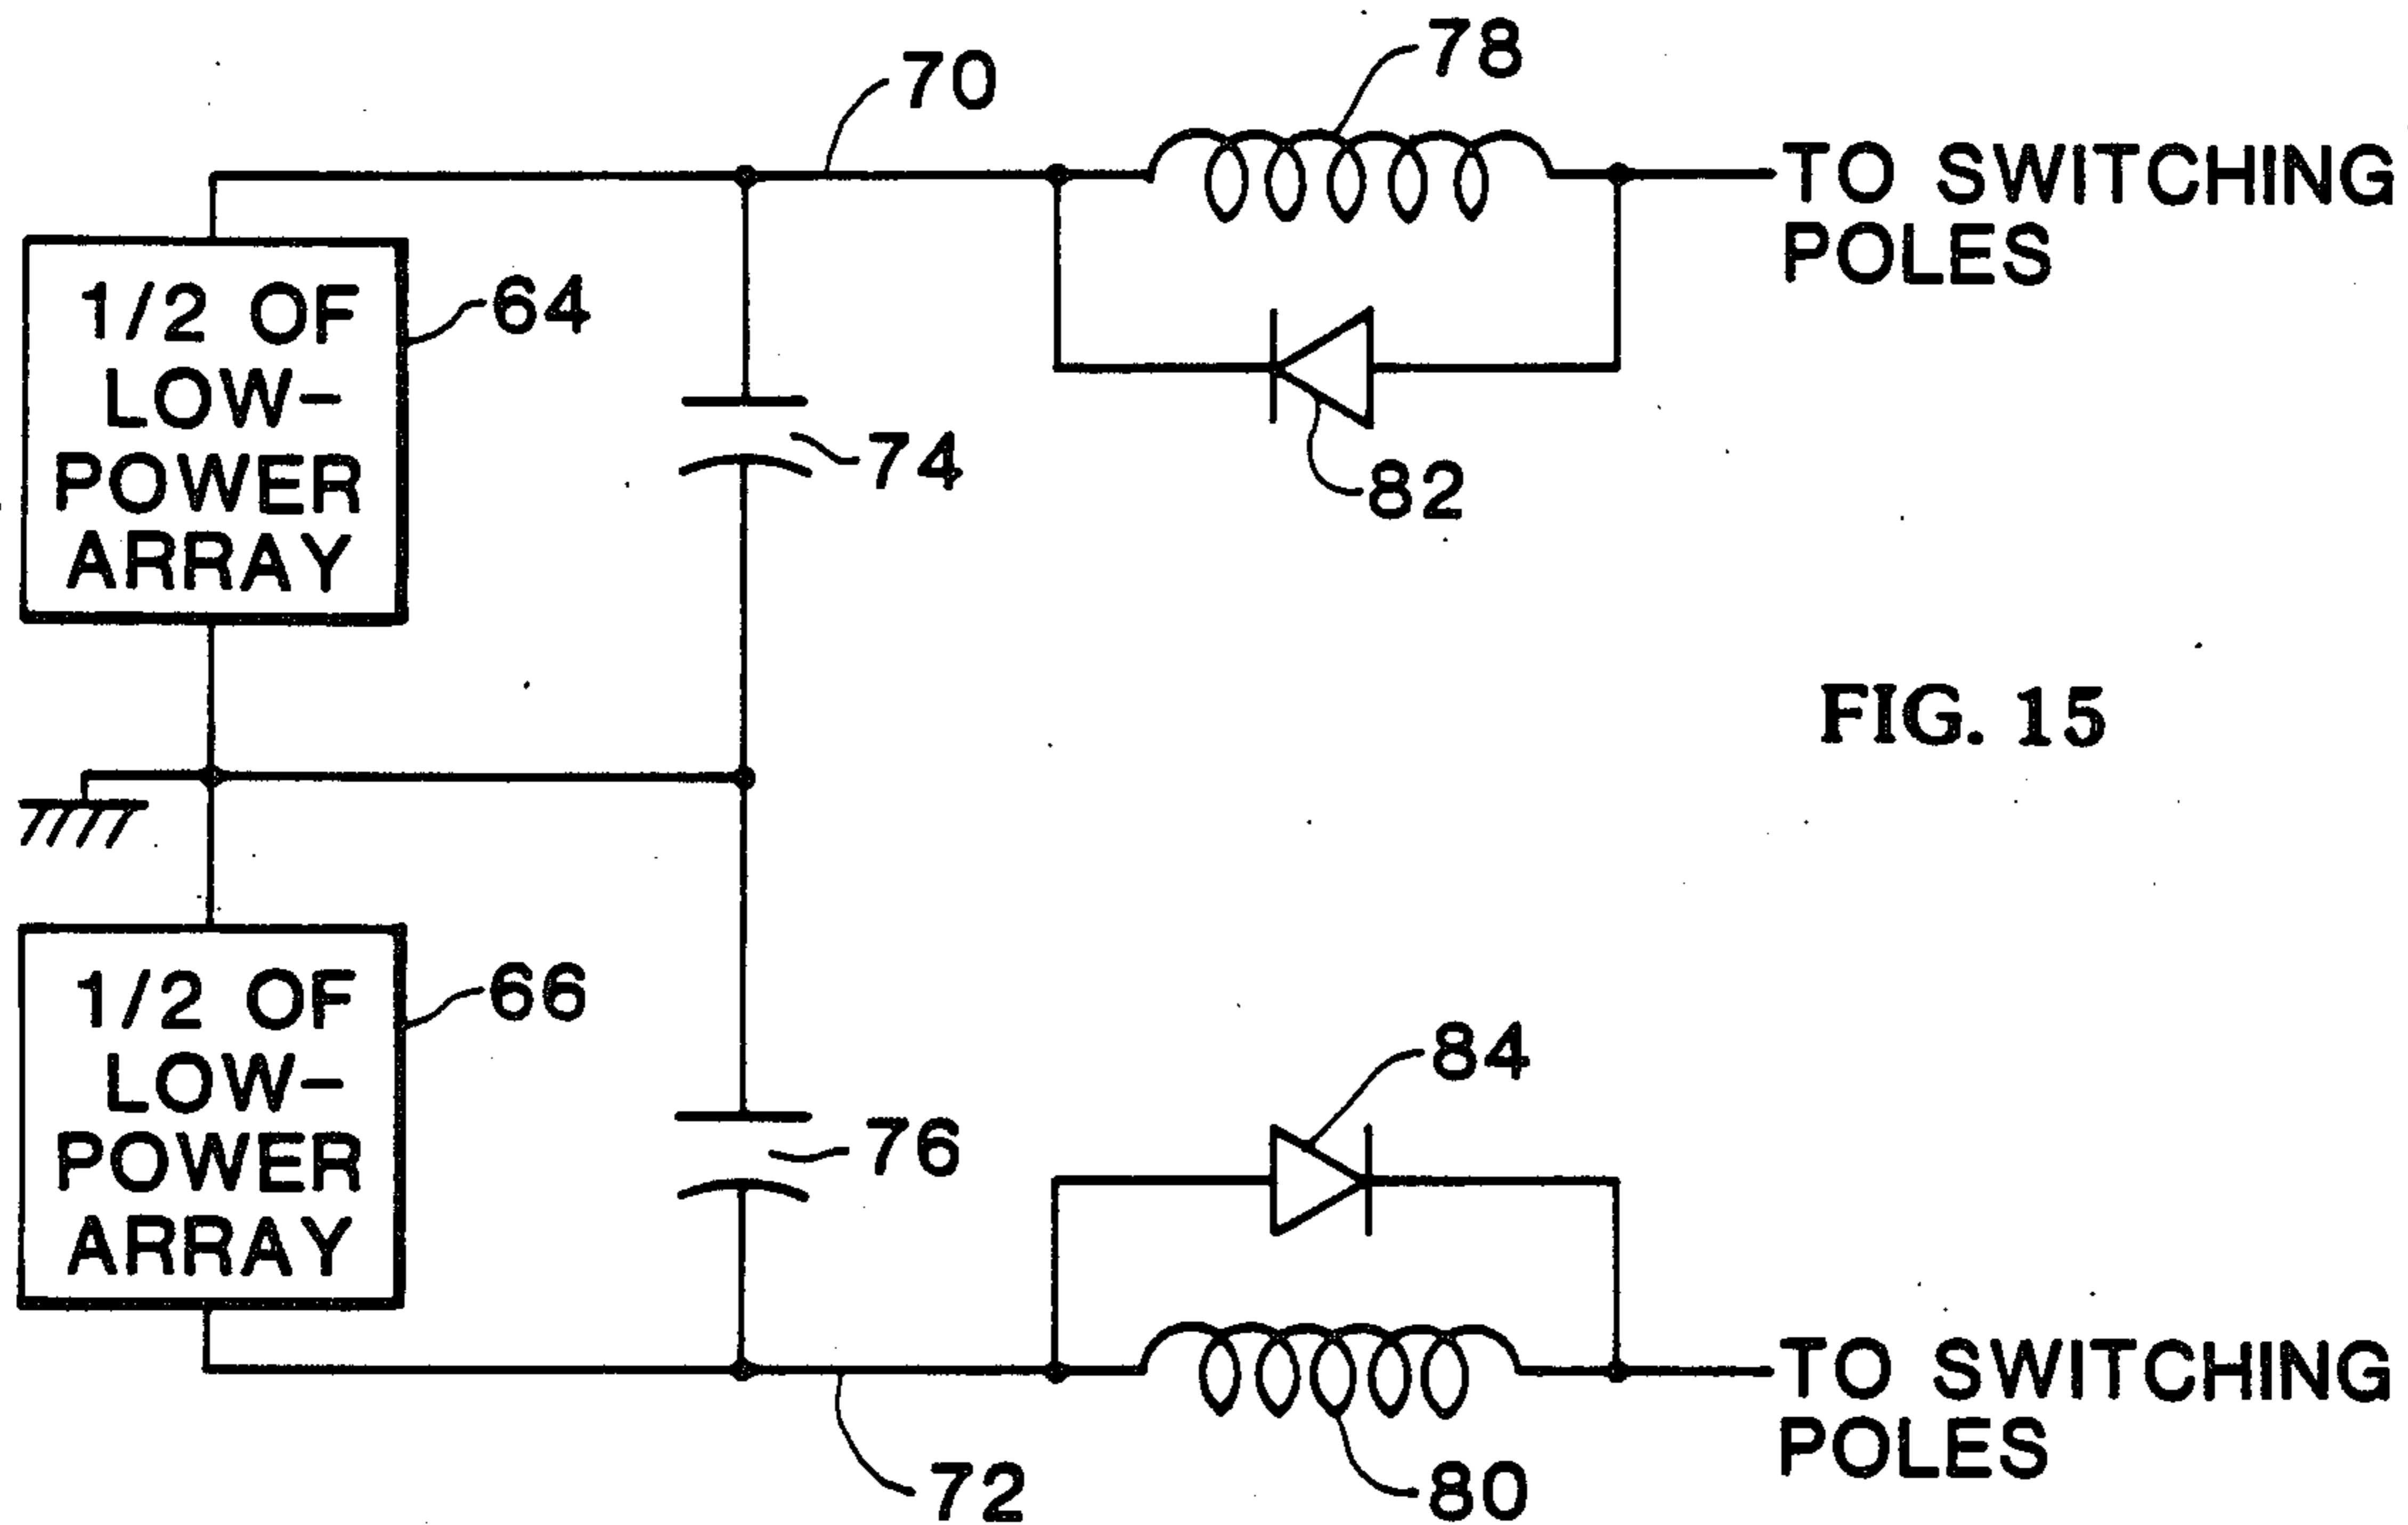 70
78
TO SWITCHING
POLES
1/2 OF
LOW-
POWER
ARRAY
64
74
82
FIG. 15
1/2 OF
LOW-
POWER
ARRAY
66
84
76
TO SWITCHING
POLES
72
80